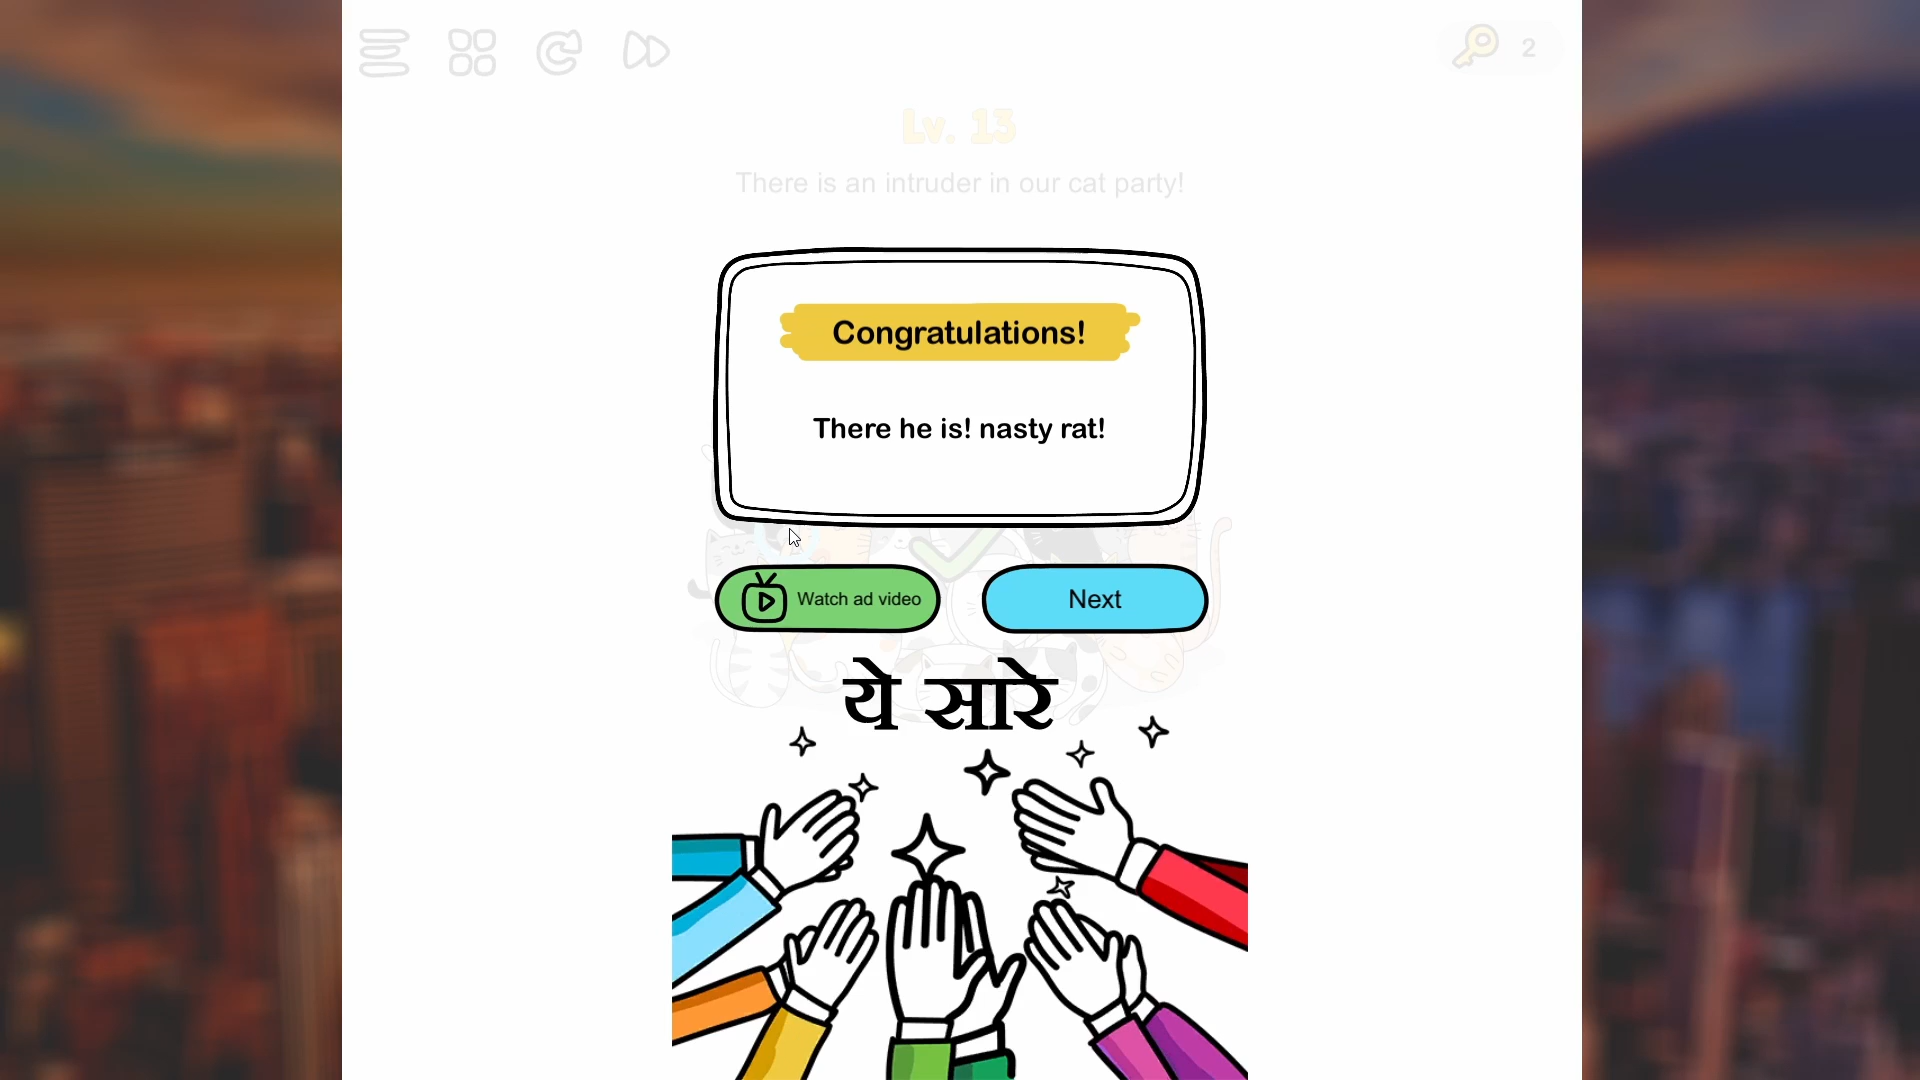 2
Lv. 13
There is an intruder in our cat party!
Congratulations!
There he is! nasty rat!
Watch ad video
Next
ये सारे